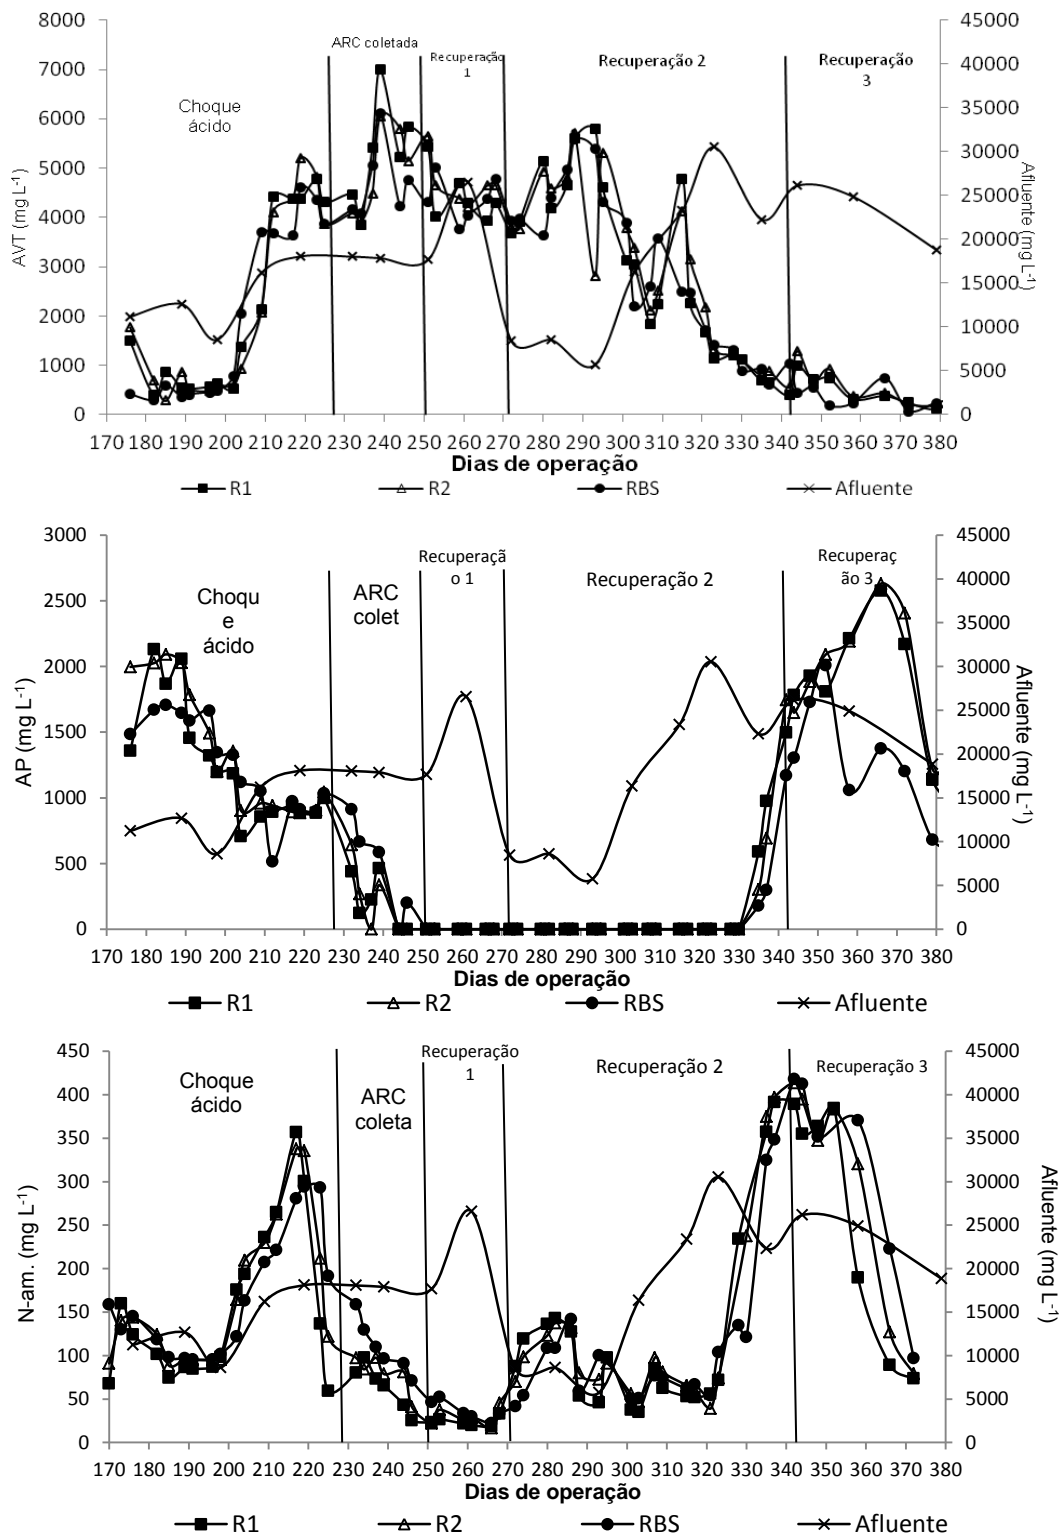 8000
7000
6000
5000
4000
3000
2000
1000
0
AVT (mg L-1)
45000
40000
35000
30000
25000
20000
15000
10000
5000
0
Afluente (mg L-1)
Choque
ácido
ARC coletada
Recuperação
1
Recuperação 2
Recuperação
3
170 180 190 200 210 220 230 240 250 260 270 280 290 300 310 320 330 340 350 360 370 380
Dias de operação
R1 R2 RBS Afluente
3000
2500
2000
1500
1000
500
0
AP (mg L-1)
45000
40000
35000
30000
25000
20000
15000
10000
5000
0
Afluente (mg L-1)
Choqu
e
ácido
ARC
colet
Recuperaçã
o 1
Recuperação 2
Recuperaç
ão 3
170 180 190 200 210 220 230 240 250 260 270 280 290 300 310 320 330 340 350 360 370 380
Dias de operação
R1 R2 RBS Afluente
450
400
350
300
250
200
150
100
50
0
N-am. (mg L-1)
45000
40000
35000
30000
25000
20000
15000
10000
5000
0
Afluente (mg L-1)
Choque
ácido
ARC
coleta
Recuperação
1
Recuperação 2
Recuperação 3
170 180 190 200 210 220 230 240 250 260 270 280 290 300 310 320 330 340 350 360 370 380
Dias de operação
R1 R2 RBS Afluente